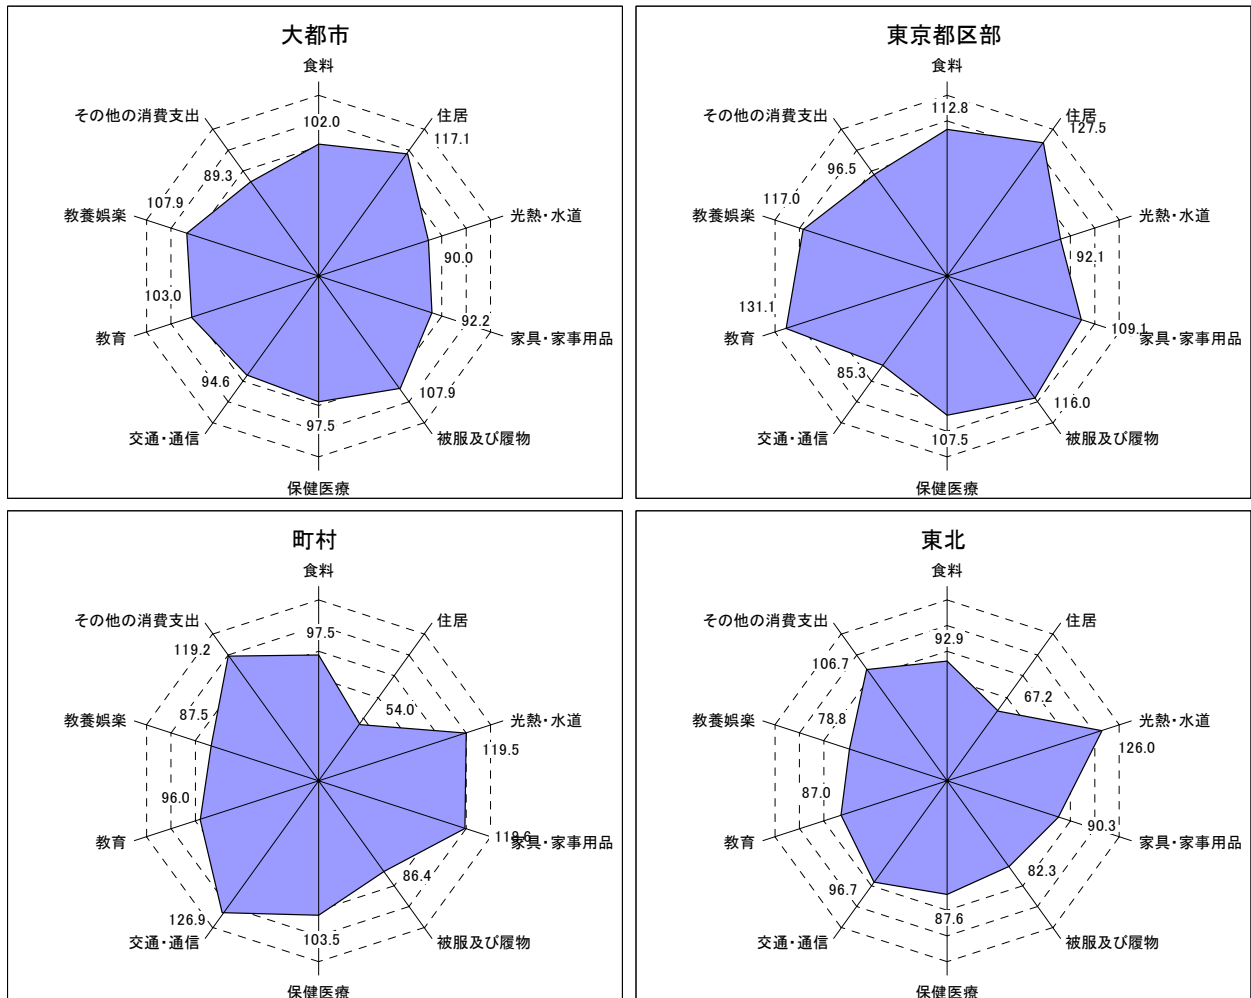 大都市
食料
その他の消費支出
住居
102.0
117.1
89.3
107.9
教養娯楽
光熱・水道
90.0
103.0
92.2
教育
家具・家事用品
94.6
107.9
97.5
交通・通信
被服及び履物
保健医療
東京都区部
食料
その他の消費支出
住居
112.8
127.5
96.5
117.0
教養娯楽
光熱・水道
92.1
131.1
109.1
教育
家具・家事用品
85.3
116.0
107.5
交通・通信
被服及び履物
保健医療
町村
食料
その他の消費支出
住居
97.5
119.2
54.0
87.5
教養娯楽
光熱・水道
119.5
96.0
教育
家具・家事用品
86.4
126.9
103.5
交通・通信
被服及び履物
保健医療
東北
食料
その他の消費支出
住居
92.9
106.7
67.2
78.8
教養娯楽
光熱・水道
126.0
87.0
90.3
教育
家具・家事用品
82.3
96.7
87.6
交通・通信
被服及び履物
保健医療